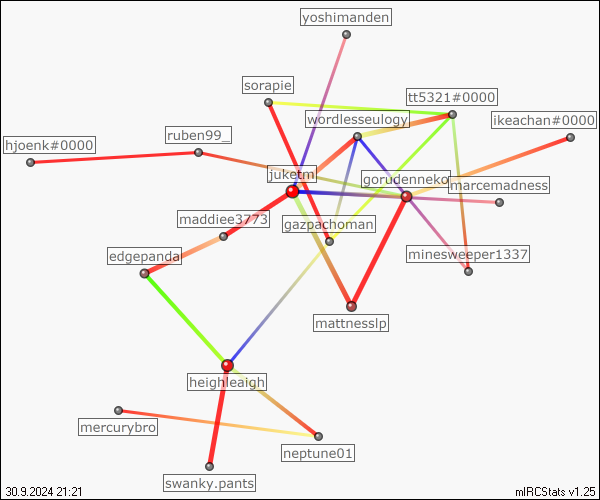 yoshimanden
sorapie
tt5321#0000
wordlesseulogy
ikeachan#0000
ruben99_
hjoenk#0000
juketm
gorudenneko
marcemadness
maddiee3773
gazpachoman
edgepanda
minesweeper1337
mattnesslp
heighleaigh
mercurybro
neptune01
swanky.pants
30.9.2024 21:21
mIRCStats v1.25